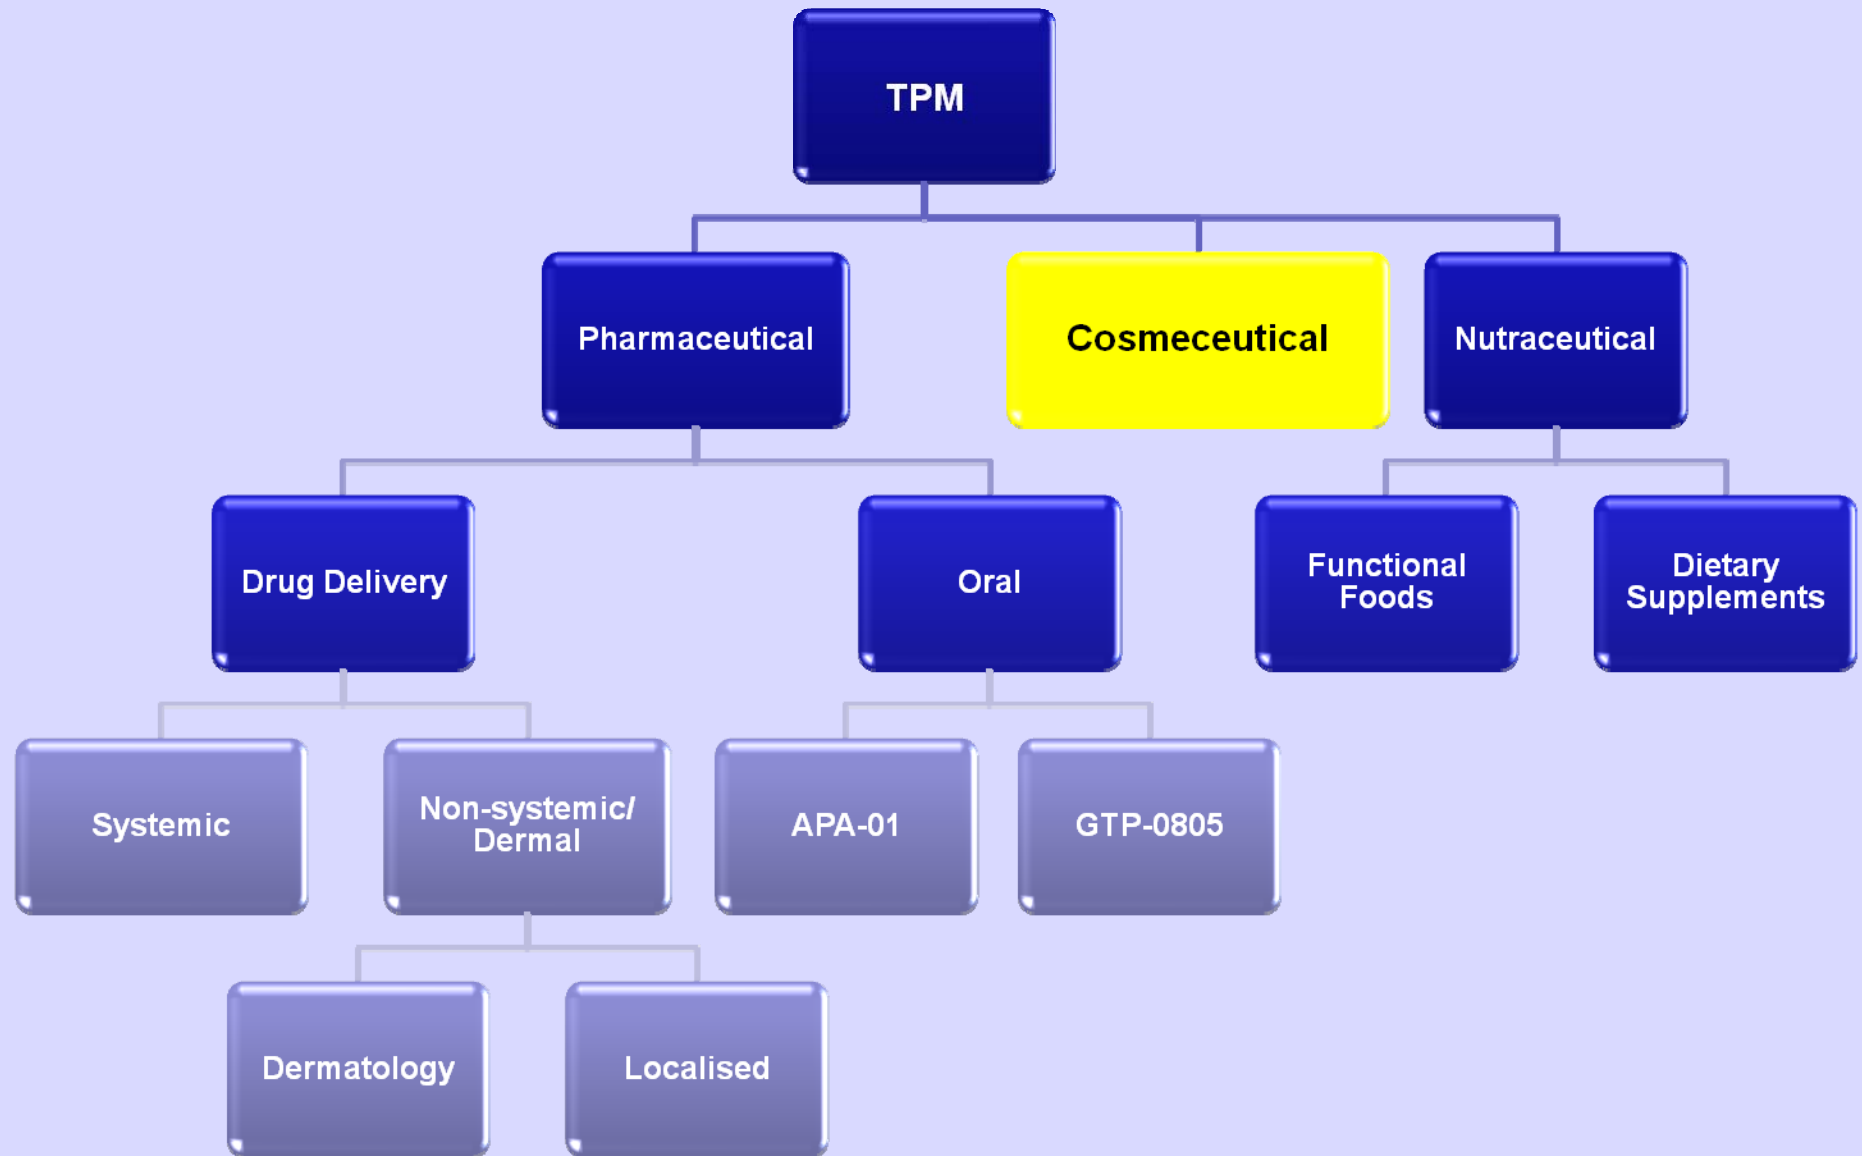 TPM
Pharmaceutical
Cosmeceutical
Nutraceutical
Drug Delivery
Oral
Functional
Foods
Dietary
Supplements
Systemic
Non-systemic/
Dermal
APA-01
GTP-0805
Dermatology
Localised